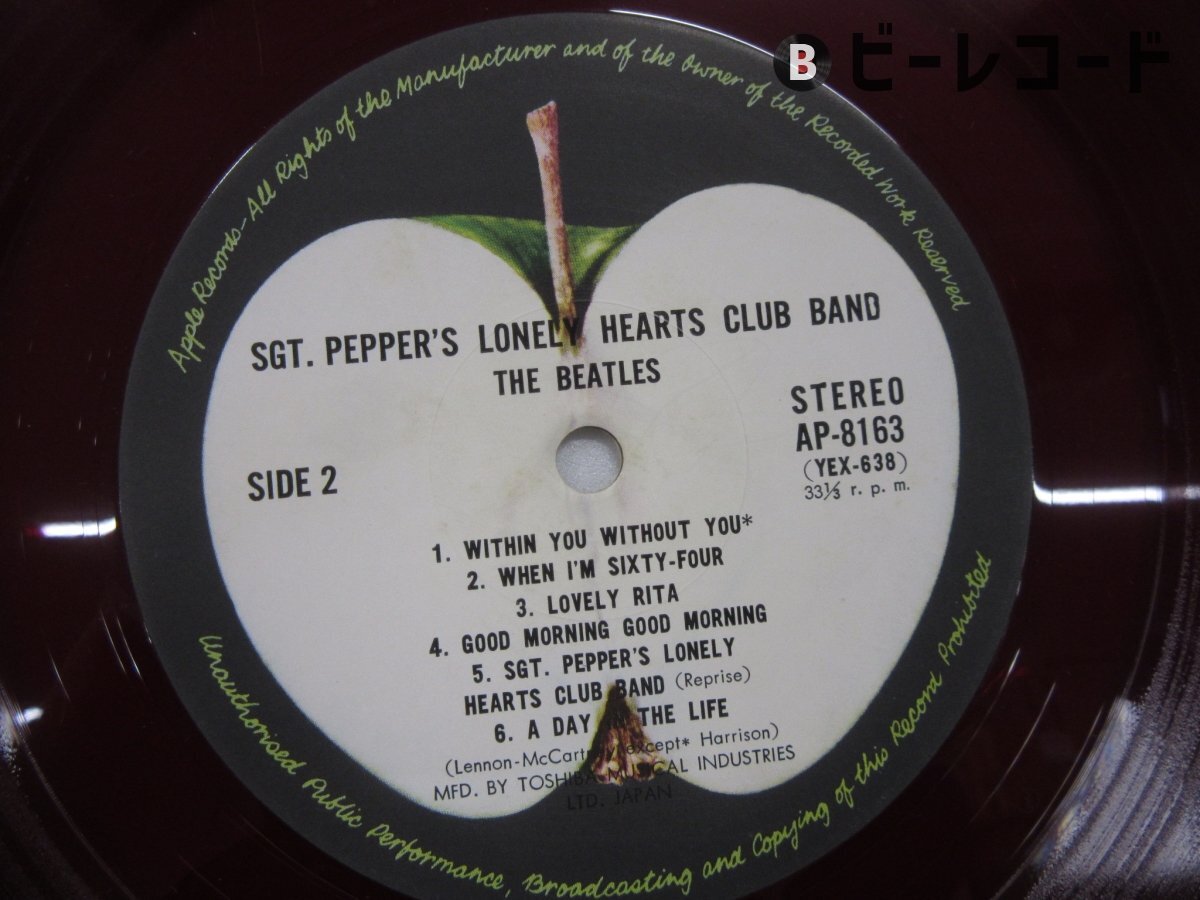 B ビーレコード
Apple Records-All Rights of the Manufacturer and of the Owner of the Recorded Work Reserved
SGT. PEPPER'S LONELY HEARTS CLUB BAND
THE BEATLES
STEREO
AP-8163
(YEX-638)
33⅓ r. p. m.
SIDE 2
1. WITHIN YOU WITHOUT YOU*
2. WHEN I'M SIXTY-FOUR
3. LOVELY RITA
4. GOOD MORNING GOOD MORNING
5. SGT. PEPPER'S LONELY
HEARTS CLUB BAND (Reprise)
6. A DAY THE LIFE
(Lennon-McCartney except* Harrison)
MFD. BY TOSHIBA MUSICAL INDUSTRIES
LTD. JAPAN
Unauthorised Public Performance, Broadcasting and Copying of this Record Prohibited